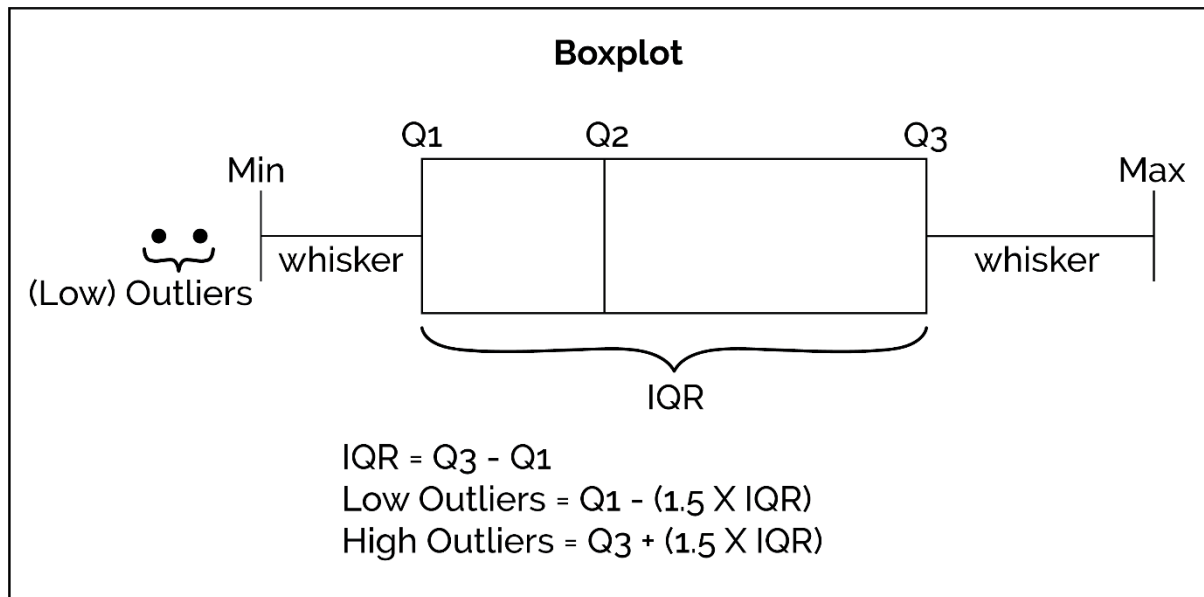 Boxplot
Q1 Q2 Q3
Min Max
whisker whisker
(Low) Outliers
IQR
IQR = Q3 - Q1
Low Outliers = Q1 - (1.5 X IQR)
High Outliers = Q3 + (1.5 X IQR)